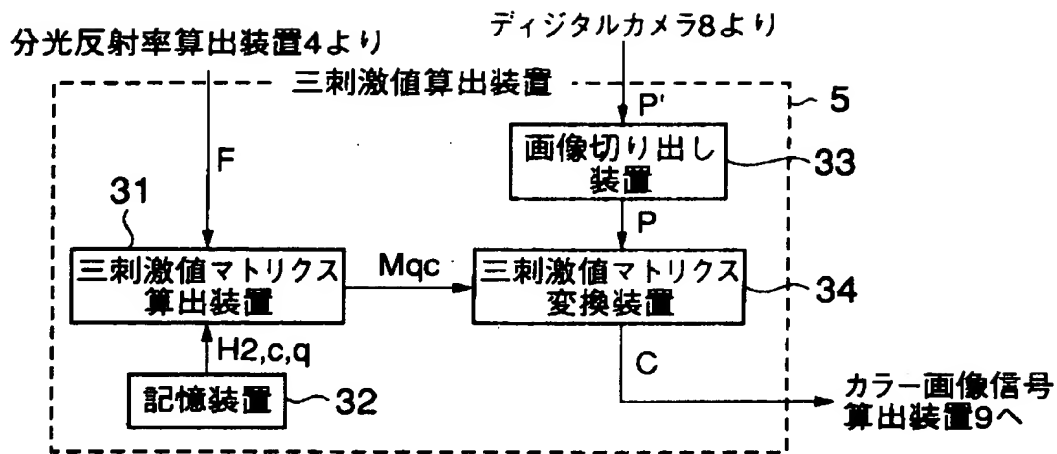 ディジタルカメラ8より
分光反射率算出装置4より
三刺激値算出装置
5
P'
画像切り出し
装置
33
F
31
P
三刺激値マトリクス
算出装置
Mqc
三刺激値マトリクス
変換装置
34
H2,c,q
C
記憶装置
32
カラー画像信号
算出装置9へ